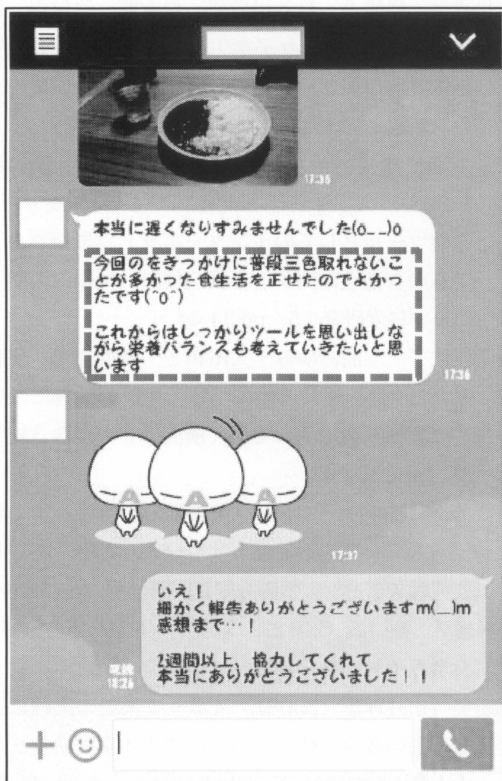 17:35
本当に遅くなりすみませんでした(ó_ _)ò
今回のをきっかけに普段三色取れないこ
とが多かった食生活を正せたのでよかっ
たです(^o^)
これからはしっかりツールを思い出しな
がら栄養バランスも考えていきたいと思
います
17:36
A A A
17:37
いえ！
細かく報告ありがとうございますm(__)m
感想まで…！
2週間以上、協力してくれて
本当にありがとうございました！！
既読
18:26